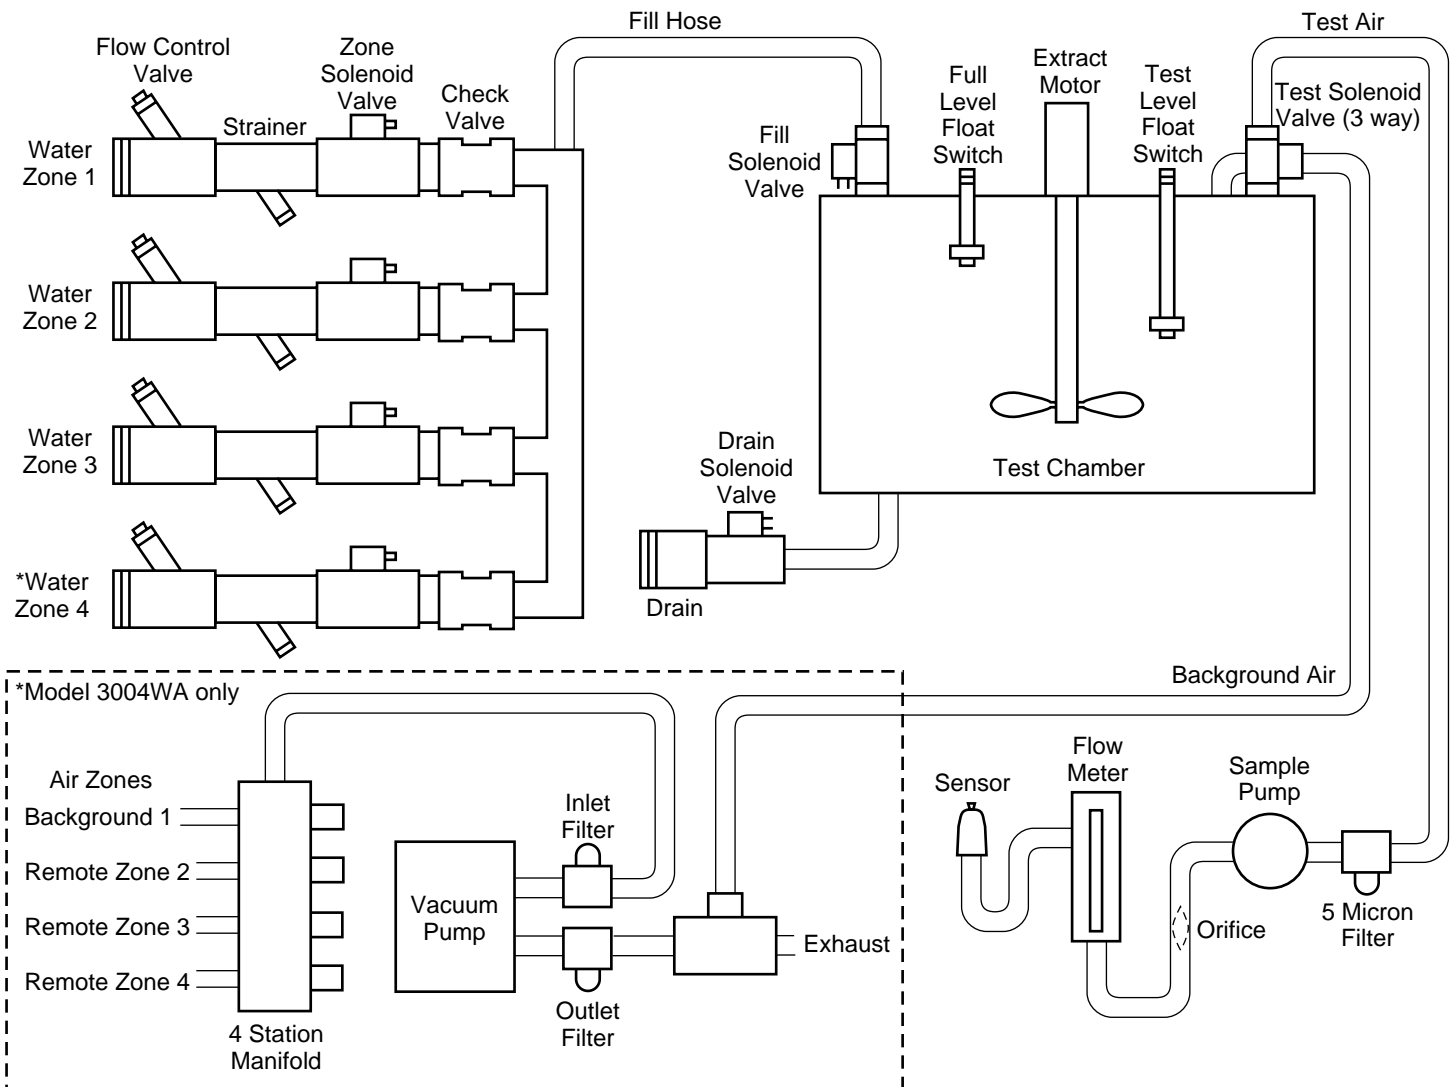 Fill Hose
Test Air
Flow Control
Valve
Zone
Solenoid
Valve
Check
Valve
Strainer
Water
Zone 1
Water
Zone 2
Water
Zone 3
*Water
Zone 4
Fill
Solenoid
Valve
Full
Level
Float
Switch
Extract
Motor
Test
Level
Float
Switch
Test Solenoid
Valve (3 way)
Test Chamber
Drain
Solenoid
Valve
Drain
Background Air
*Model 3004WA only
Air Zones
Background 1
Remote Zone 2
Remote Zone 3
Remote Zone 4
4 Station
Manifold
Vacuum
Pump
Inlet
Filter
Outlet
Filter
Exhaust
Sensor
Flow
Meter
Orifice
Sample
Pump
5 Micron
Filter